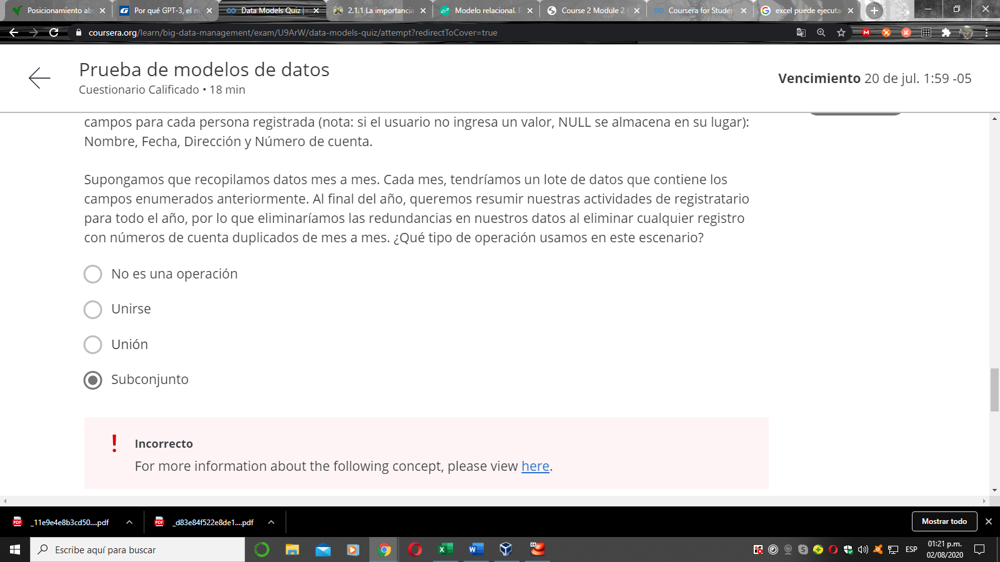 Posicionamiento abs
Por qué GPT-3, el nu
Data Models Quiz |
2.1.1 La importancia
Modelo relacional. R
Course 2 Module 2
Coursera for Studen
excel puede ejecuta
coursera.org/learn/big-data-management/exam/U9ArW/data-models-quiz/attempt?redirectToCover=true
Prueba de modelos de datos
Cuestionario Calificado • 18 min
Vencimiento 20 de jul. 1:59 -05
campos para cada persona registrada (nota: si el usuario no ingresa un valor, NULL se almacena en su lugar):
Nombre, Fecha, Dirección y Número de cuenta.
Supongamos que recopilamos datos mes a mes. Cada mes, tendríamos un lote de datos que contiene los
campos enumerados anteriormente. Al final del año, queremos resumir nuestras actividades de registratario
para todo el año, por lo que eliminaríamos las redundancias en nuestros datos al eliminar cualquier registro
con números de cuenta duplicados de mes a mes. ¿Qué tipo de operación usamos en este escenario?
No es una operación
Unirse
Unión
Subconjunto
! Incorrecto
For more information about the following concept, please view here.
_11e9e4e8b3cd50....pdf
_d83e84f522e8de1....pdf
Mostrar todo
Escribe aquí para buscar
ESP
01:21 p.m.
02/08/2020